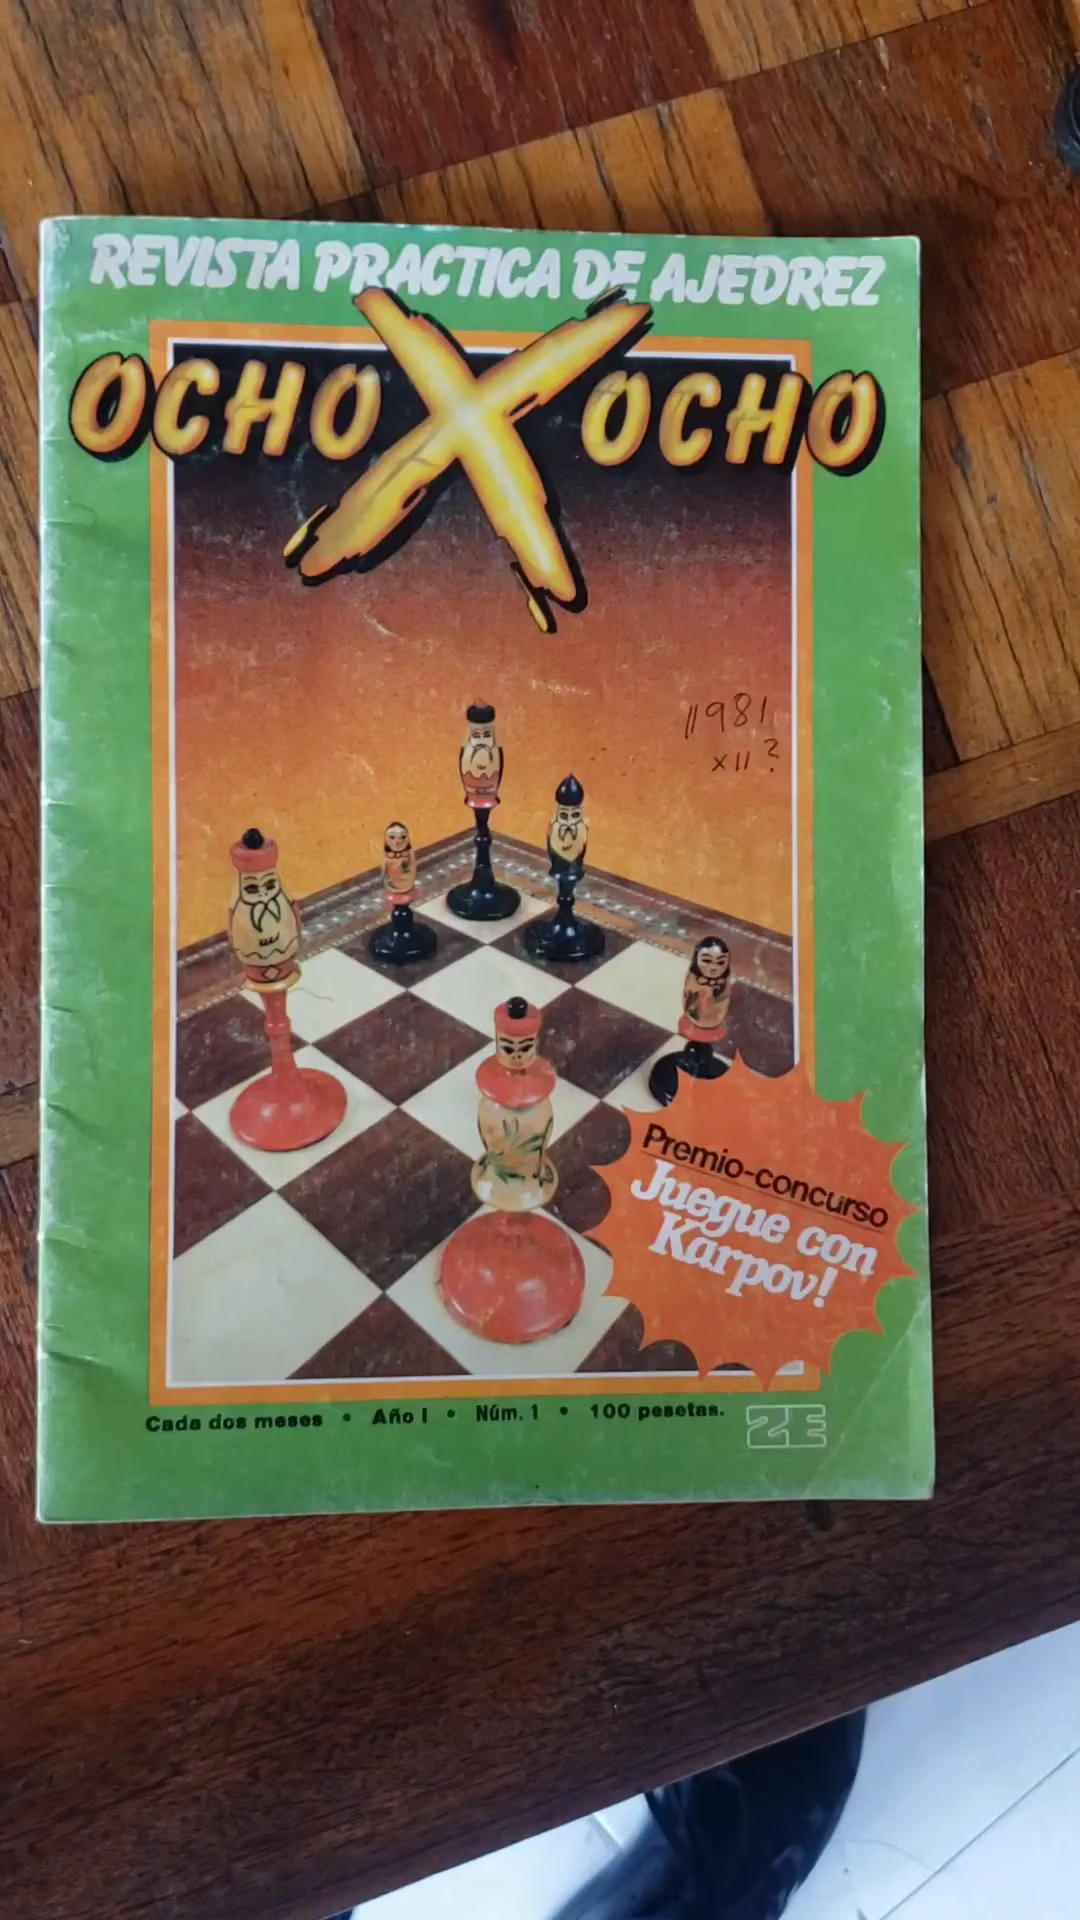 REVISTA PRACTICA DE AJEDREZ
OCHO X OCHO
1981
XII?
Premio-concurso
Juegue con
Karpov!
Cada dos meses • Año I • Núm. 1 • 100 pesetas.
ZE